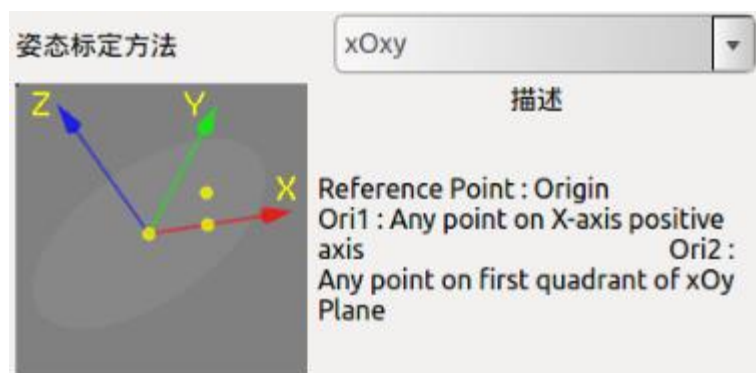 姿态标定方法 xOxy
描述
Z Y X
Reference Point : Origin
Ori1 : Any point on X-axis positive
axis Ori2 :
Any point on first quadrant of xOy
Plane